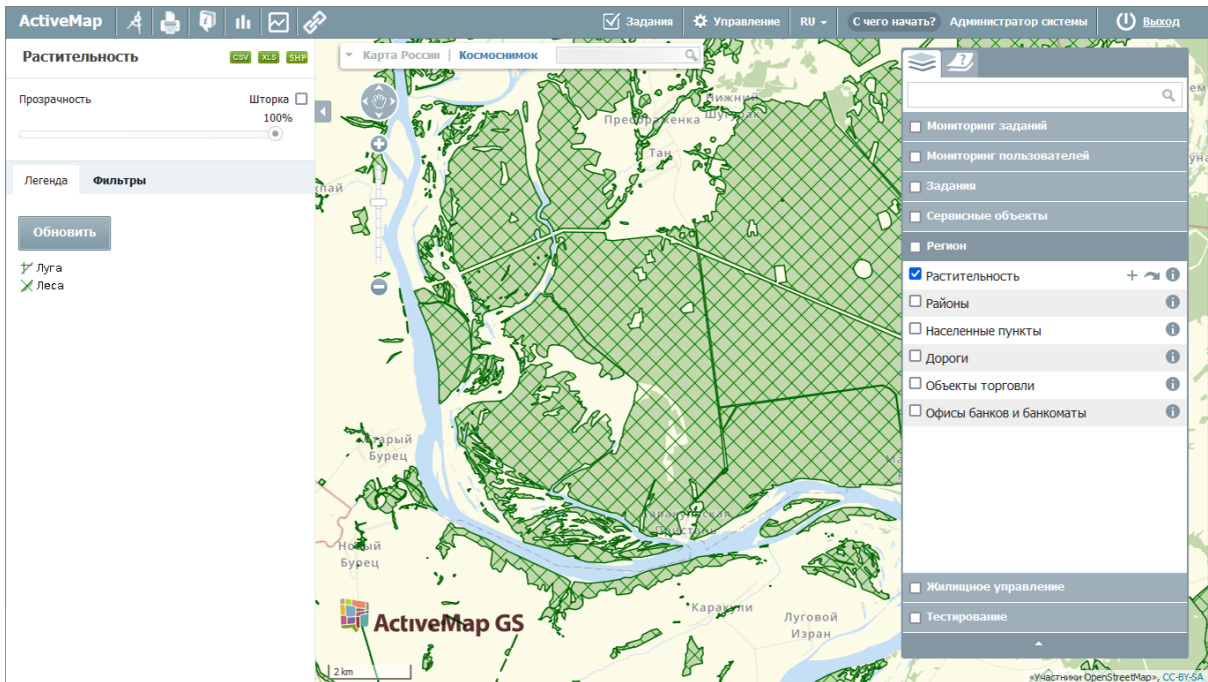 ActiveMap
Задания
Управление
RU
С чего начать?
Администратор системы
Выход
Растительность
CSV XLS SHP
Прозрачность
Шторка
100%
Легенда
Фильтры
Обновить
Луга
Леса
Карта России | Космоснимок
Нижний
Преображенка
Тан
Старый
Бурец
Новый
Бурец
Каракули
Луговой
Изран
ActiveMap GS
2 km
Мониторинг заданий
Мониторинг пользователей
Задания
Сервисные объекты
Регион
Растительность
Районы
Населенные пункты
Дороги
Объекты торговли
Офисы банков и банкоматы
Жилищное управление
Тестирование
«Участники OpenStreetMap», CC-BY-SA